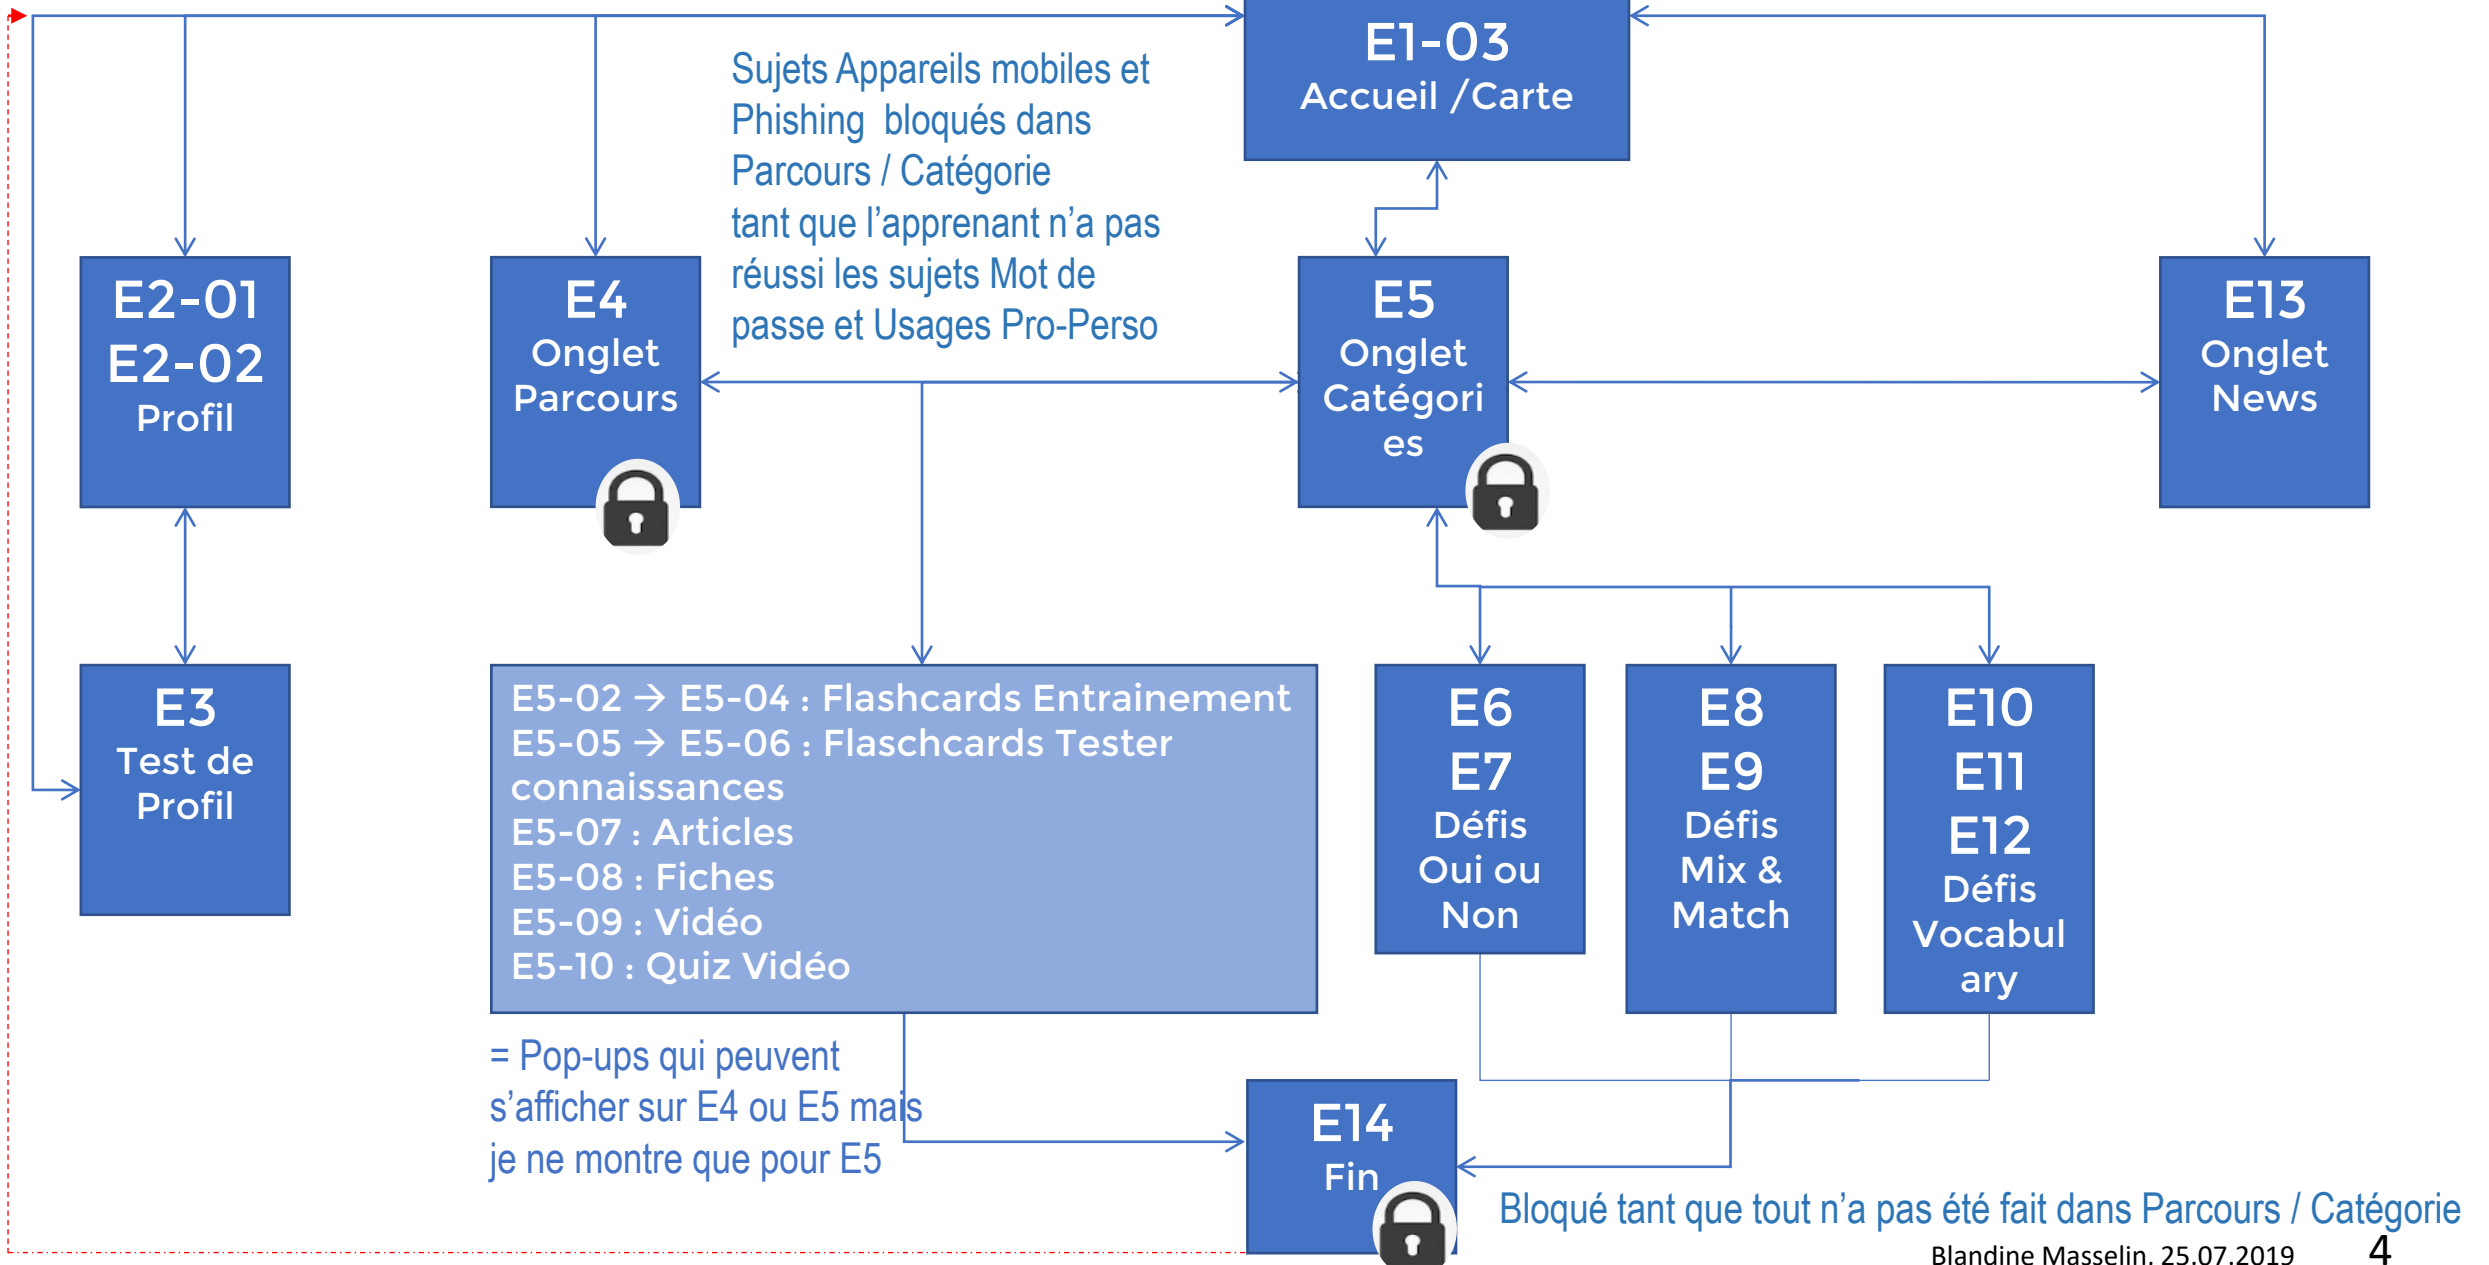 E1-03
Accueil /Carte
Sujets Appareils mobiles et
Phishing bloqués dans
Parcours / Catégorie
tant que l’apprenant n’a pas
réussi les sujets Mot de
passe et Usages Pro-Perso
E2-01
E2-02
Profil
E4
Onglet
Parcours
E5
Onglet
Catégori
es
E13
Onglet
News
E3
Test de
Profil
E5-02 → E5-04 : Flashcards Entrainement
E5-05 → E5-06 : Flaschcards Tester
connaissances
E5-07 : Articles
E5-08 : Fiches
E5-09 : Vidéo
E5-10 : Quiz Vidéo
E6
E7
Défis
Oui ou
Non
E8
E9
Défis
Mix &
Match
E10
E11
E12
Défis
Vocabul
ary
= Pop-ups qui peuvent
s’afficher sur E4 ou E5 mais
je ne montre que pour E5
E14
Fin
Bloqué tant que tout n’a pas été fait dans Parcours / Catégorie
Blandine Masselin, 25.07.2019
4